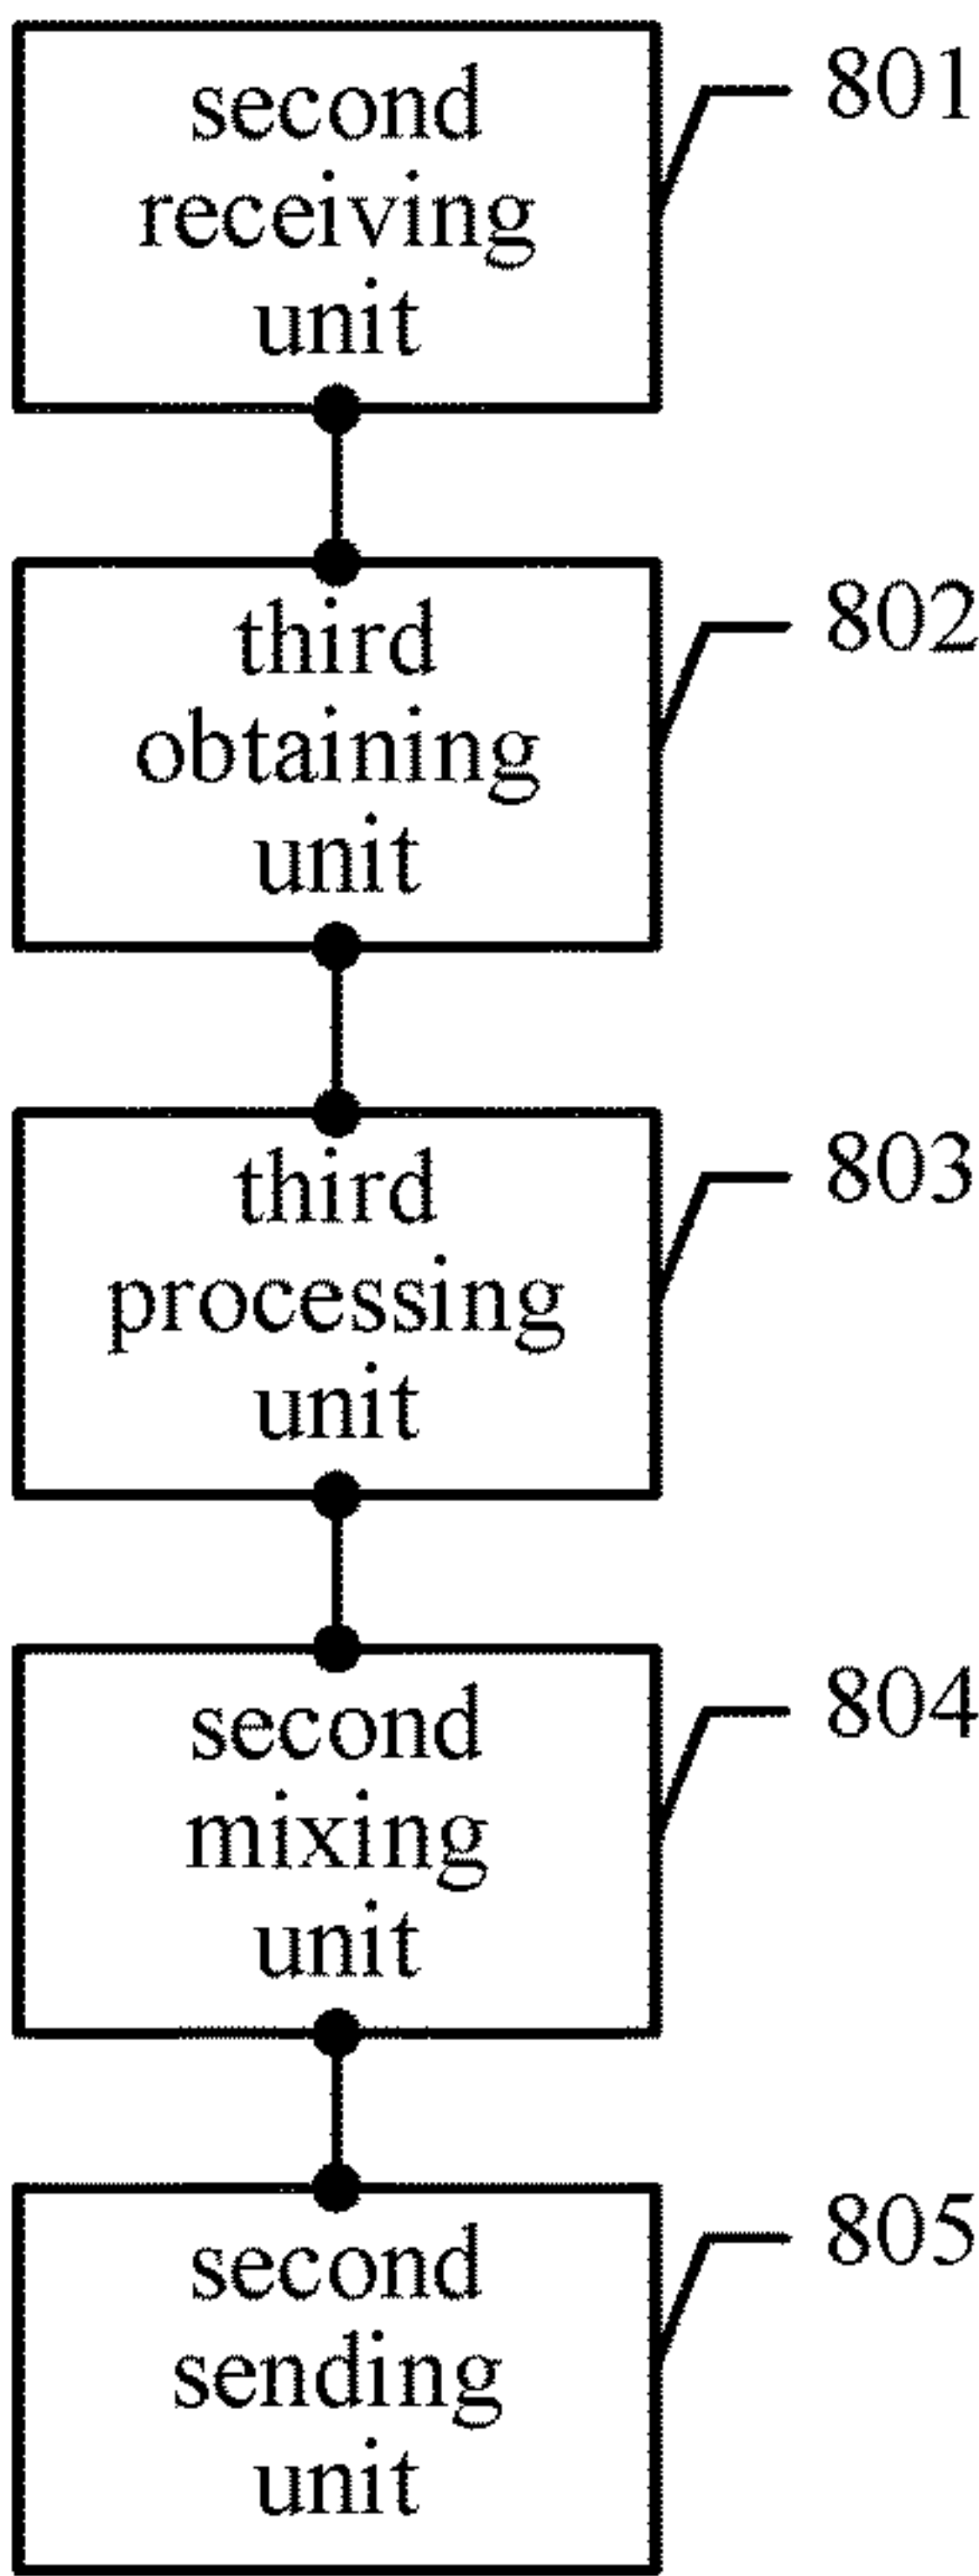 second
receiving
unit
801
third
obtaining
unit
802
third
processing
unit
803
second
mixing
unit
804
second
sending
unit
805